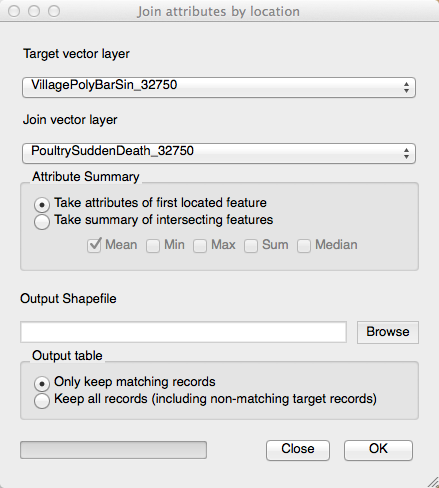 Join attributes by location
Target vector layer
VillagePolyBarSin_32750
Join vector layer
PoultrySuddenDeath_32750
Attribute Summary
Take attributes of first located feature
Take summary of intersecting features
Mean Min Max Sum Median
Output Shapefile
Browse
Output table
Only keep matching records
Keep all records (including non-matching target records)
Close OK